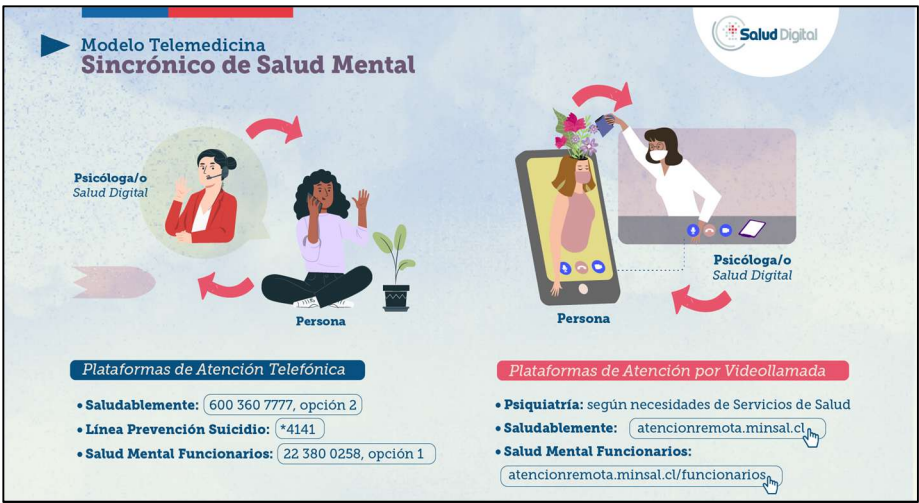 Modelo Telemedicina
Sincrónico de Salud Mental
Salud Digital
Psicóloga/o
Salud Digital
Persona
Psicóloga/o
Salud Digital
Persona
Plataformas de Atención Telefónica
• Saludablemente: 600 360 7777, opción 2
• Línea Prevención Suicidio: *4141
• Salud Mental Funcionarios: 22 380 0258, opción 1
Plataformas de Atención por Videollamada
• Psiquiatría: según necesidades de Servicios de Salud
• Saludablemente: atencionremota.minsal.cl
• Salud Mental Funcionarios:
atencionremota.minsal.cl/funcionarios